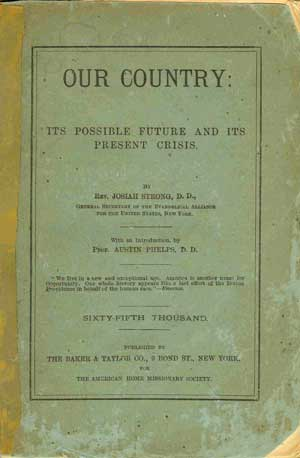 OUR COUNTRY:
ITS POSSIBLE FUTURE AND ITS
PRESENT CRISIS.
BY
REV. JOSIAH STRONG, D. D.,
GENERAL SECRETARY OF THE EVANGELICAL ALLIANCE
FOR THE UNITED STATES, NEW YORK.
With an Introduction, by
PROF. AUSTIN PHELPS, D. D.
"We live in a new and exceptional age. America is another name for
Opportunity. Our whole history appears like a last effort of the Divine
Providence in behalf of the human race."—Emerson.
SIXTY-FIFTH THOUSAND.
PUBLISHED BY
THE BAKER & TAYLOR CO., 9 BOND ST., NEW YORK,
FOR
THE AMERICAN HOME MISSIONARY SOCIETY.